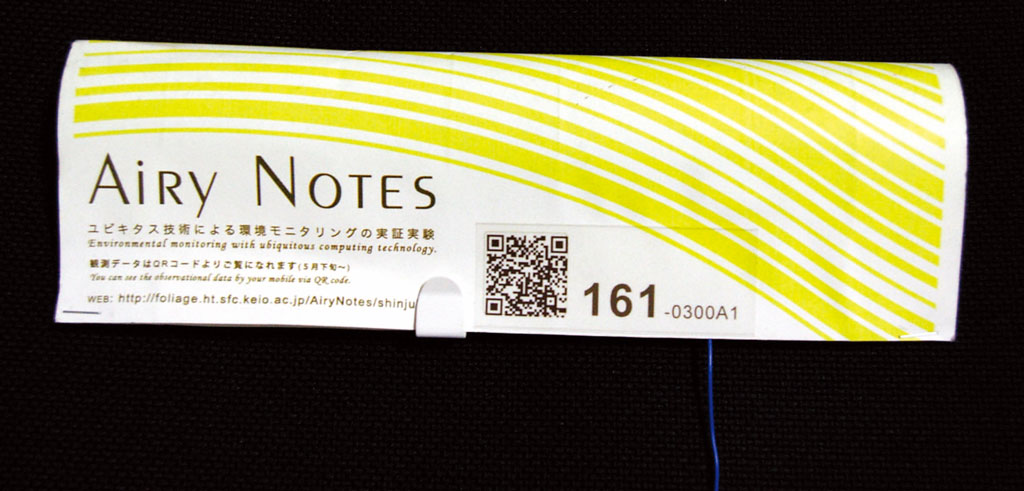 AiRY NOTES
ユビキタス技術による環境モニタリングの実証実験
Environmental monitoring with ubiquitous computing technology.
観測データはQRコードよりご覧になれます(5月下旬〜)
You can see the observational data by your mobile via QR code.
WEB: http://foliage.ht.sfc.keio.ac.jp/AiryNotes/shinju
161-0300A1